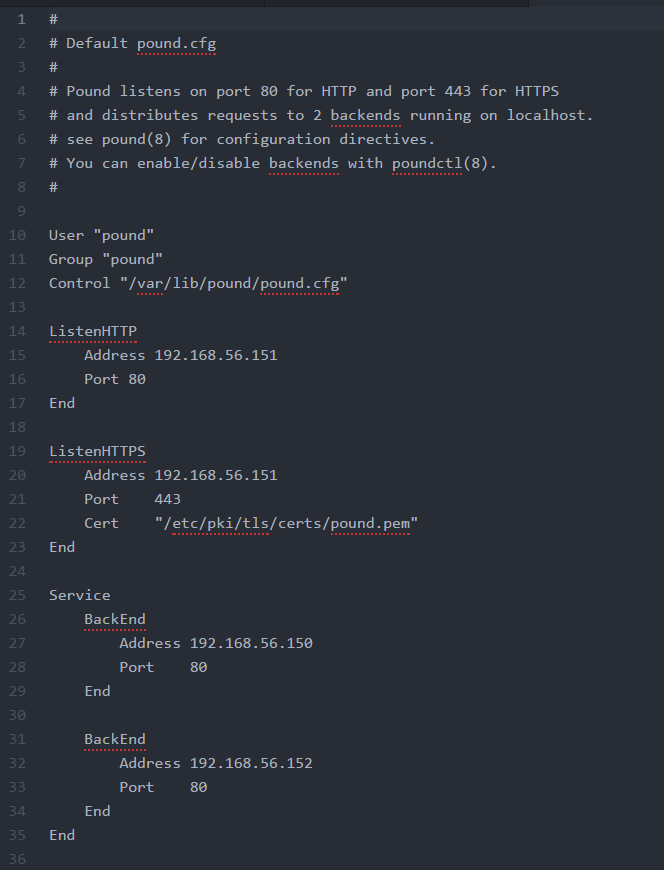 1 #
2 # Default pound.cfg
3 #
4 # Pound listens on port 80 for HTTP and port 443 for HTTPS
5 # and distributes requests to 2 backends running on localhost.
6 # see pound(8) for configuration directives.
7 # You can enable/disable backends with poundctl(8).
8 #
9
10 User "pound"
11 Group "pound"
12 Control "/var/lib/pound/pound.cfg"
13
14 ListenHTTP
15     Address 192.168.56.151
16     Port 80
17 End
18
19 ListenHTTPS
20     Address 192.168.56.151
21     Port    443
22     Cert    "/etc/pki/tls/certs/pound.pem"
23 End
24
25 Service
26     BackEnd
27         Address 192.168.56.150
28         Port    80
29     End
30
31     BackEnd
32         Address 192.168.56.152
33         Port    80
34     End
35 End
36